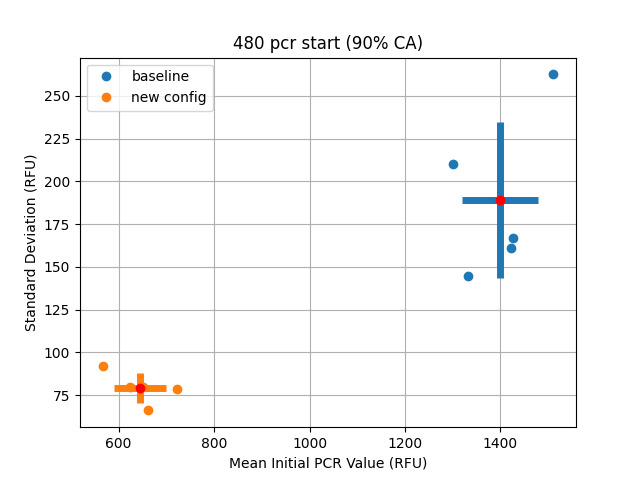 480 pcr start (90% CA)
baseline
new config
Standard Deviation (RFU)
250
225
200
175
150
125
100
75
600 800 1000 1200 1400
Mean Initial PCR Value (RFU)